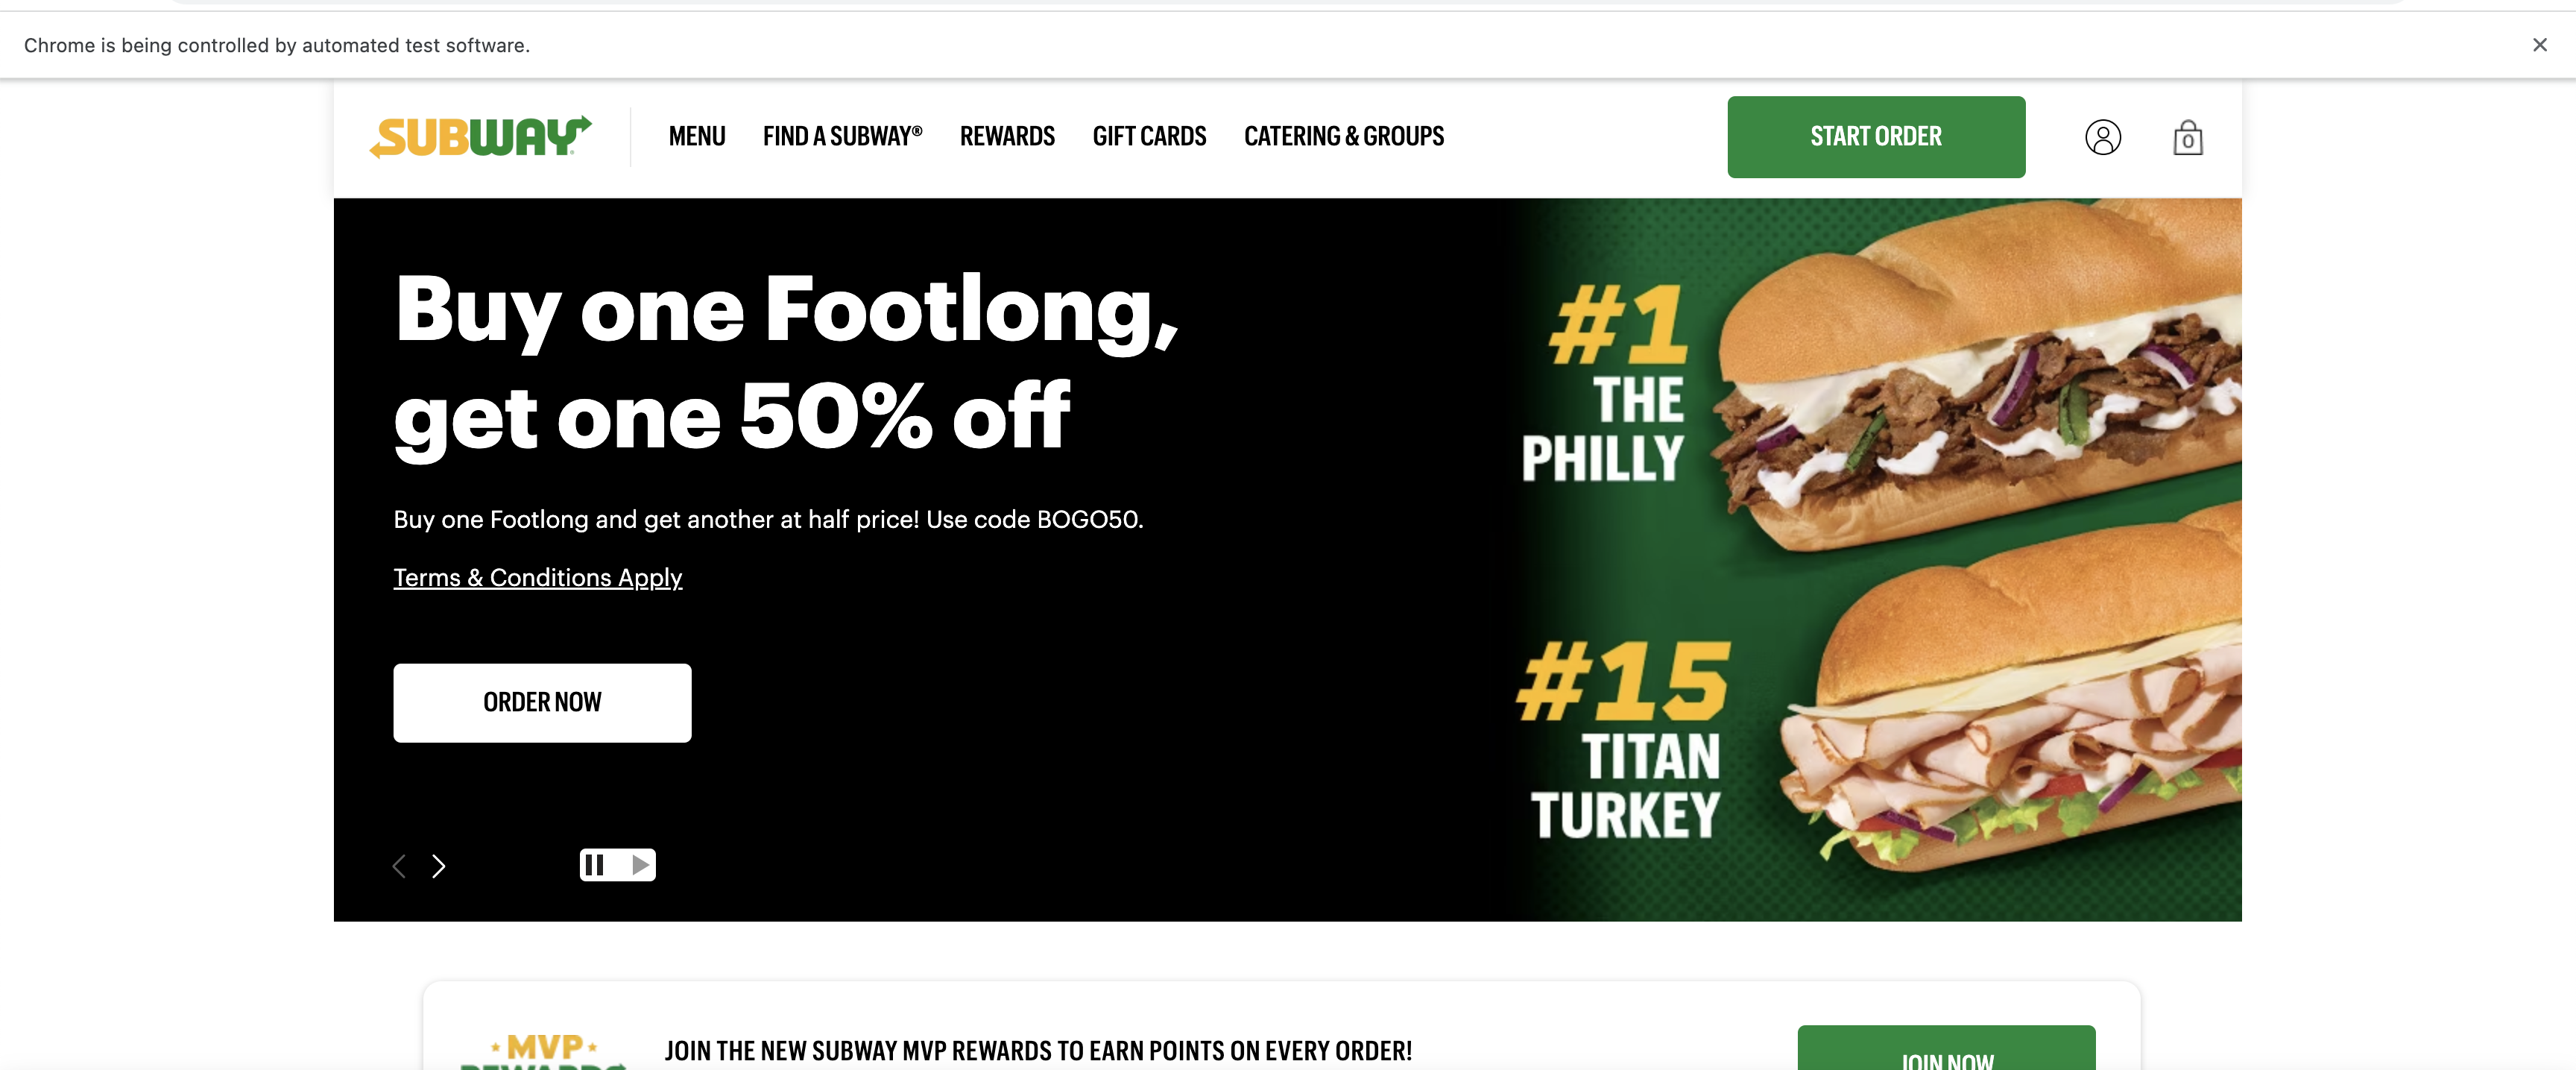 Chrome is being controlled by automated test software.
SUBWAY
MENU FIND A SUBWAY® REWARDS GIFT CARDS CATERING & GROUPS START ORDER 0
Buy one Footlong,
get one 50% off
Buy one Footlong and get another at half price! Use code BOGO50.
Terms & Conditions Apply
ORDER NOW
#1
THE
PHILLY
#15
TITAN
TURKEY
MVP
REWARDS
JOIN THE NEW SUBWAY MVP REWARDS TO EARN POINTS ON EVERY ORDER!
JOIN NOW